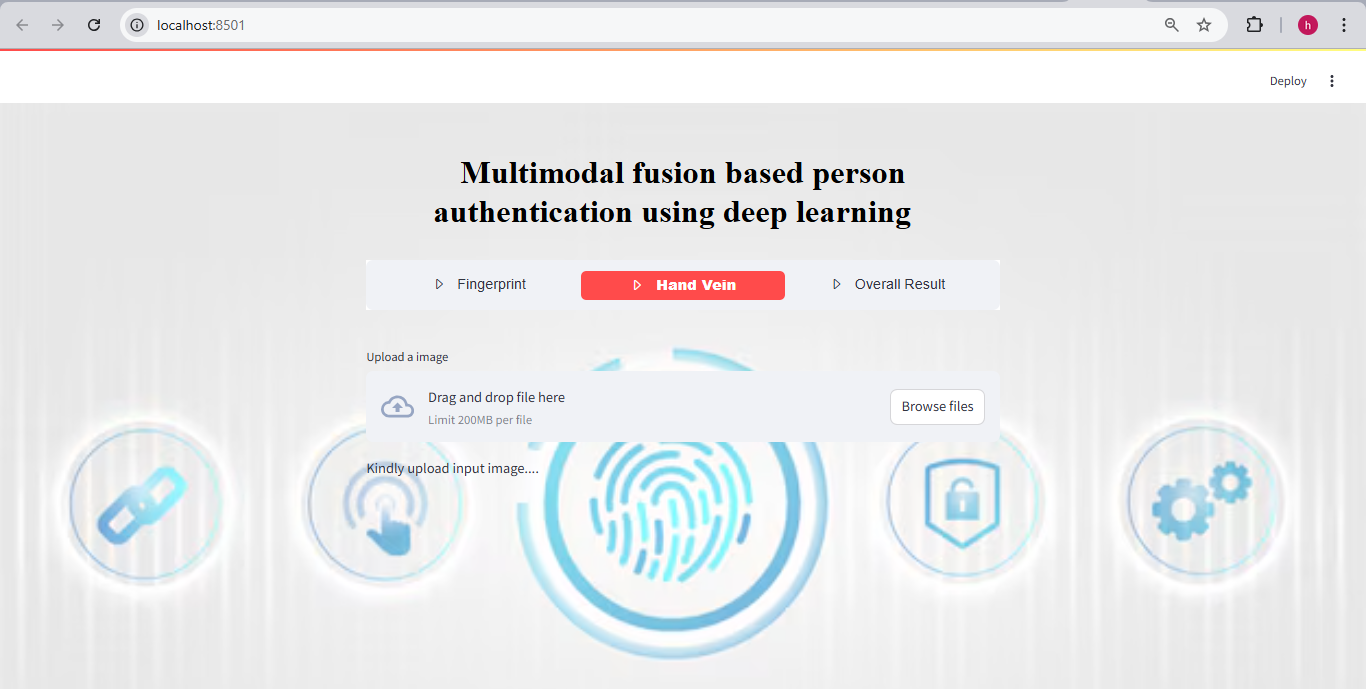 localhost:8501
h
Deploy
Multimodal fusion based person
authentication using deep learning
Fingerprint
Hand Vein
Overall Result
Upload a image
Drag and drop file here
Limit 200MB per file
Browse files
Kindly upload input image....